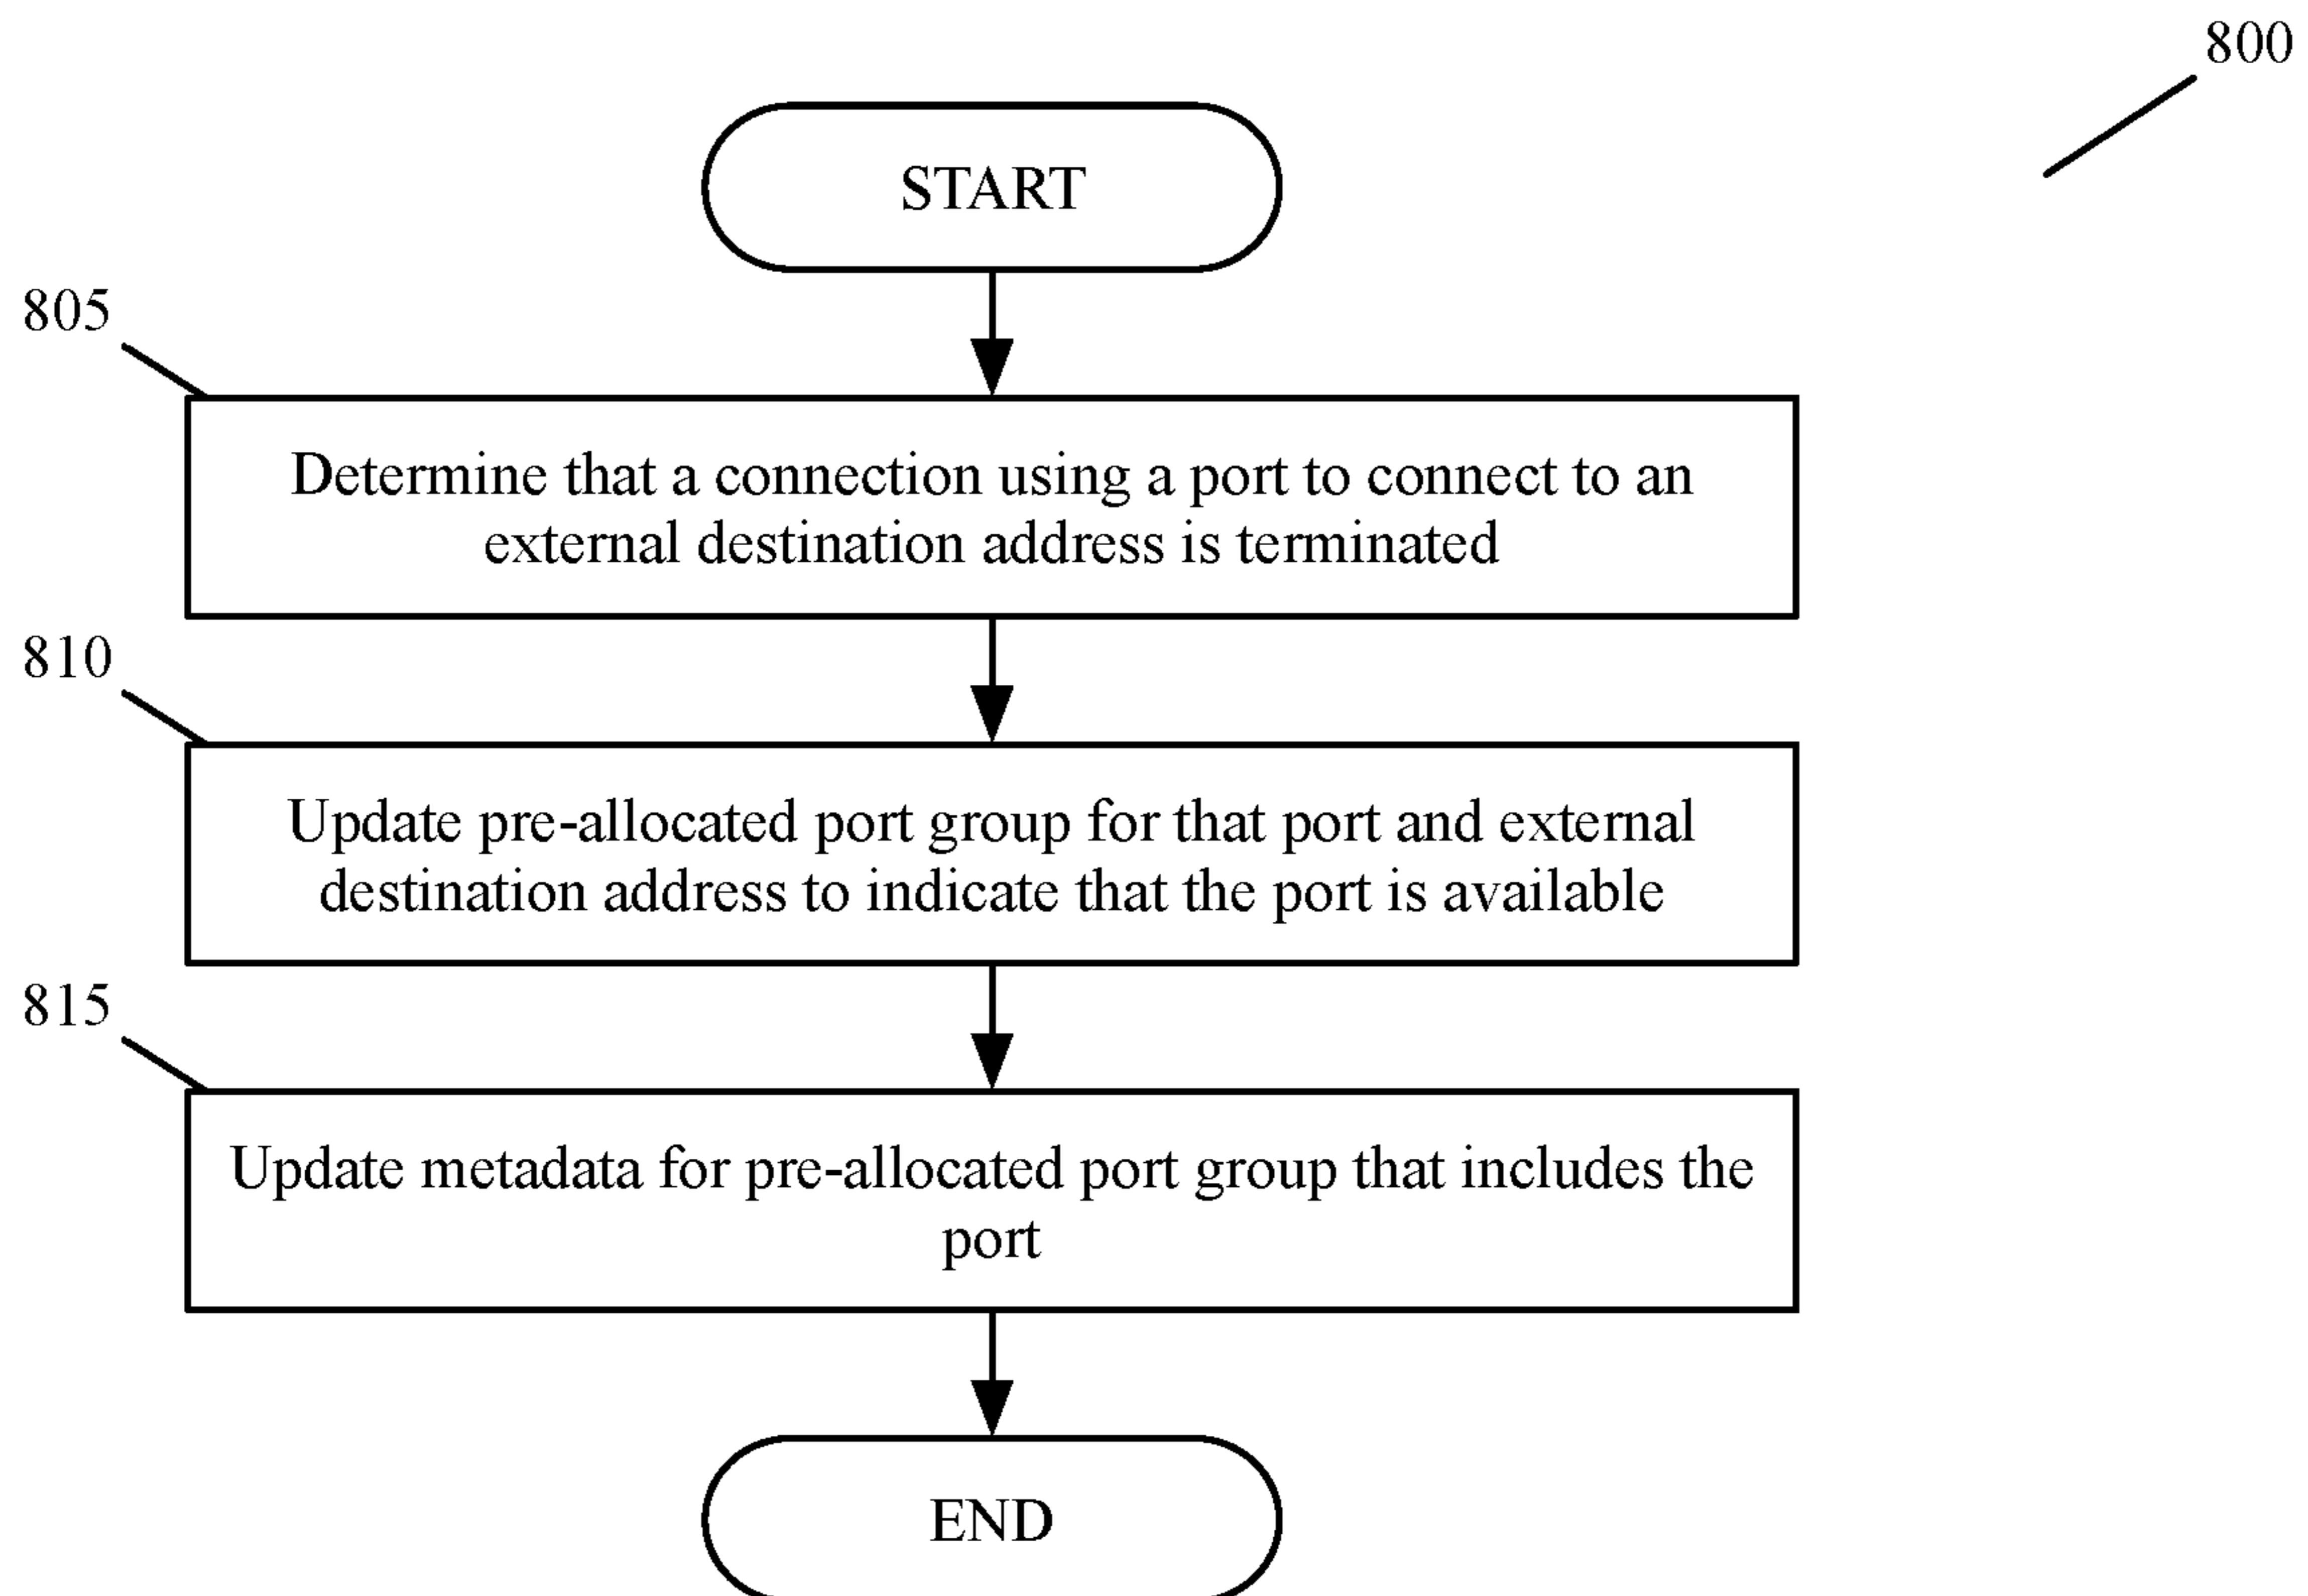 800
START
805
Determine that a connection using a port to connect to an
external destination address is terminated
810
Update pre-allocated port group for that port and external
destination address to indicate that the port is available
815
Update metadata for pre-allocated port group that includes the
port
END